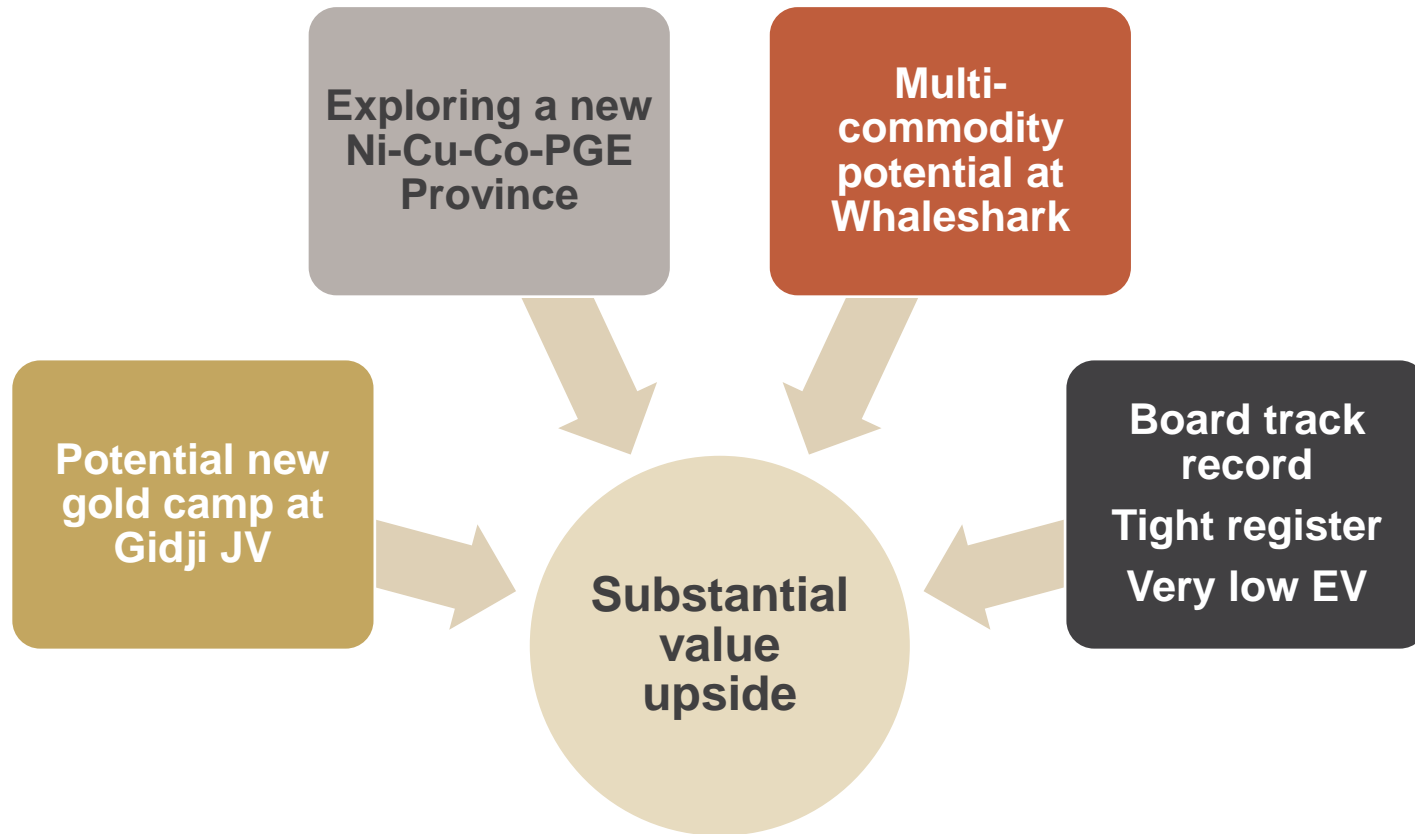 Exploring a new
Ni-Cu-Co-PGE
Province
Multi-
commodity
potential at
Whaleshark
Potential new
gold camp at
Gidji JV
Board track
record
Tight register
Very low EV
Substantial
value
upside